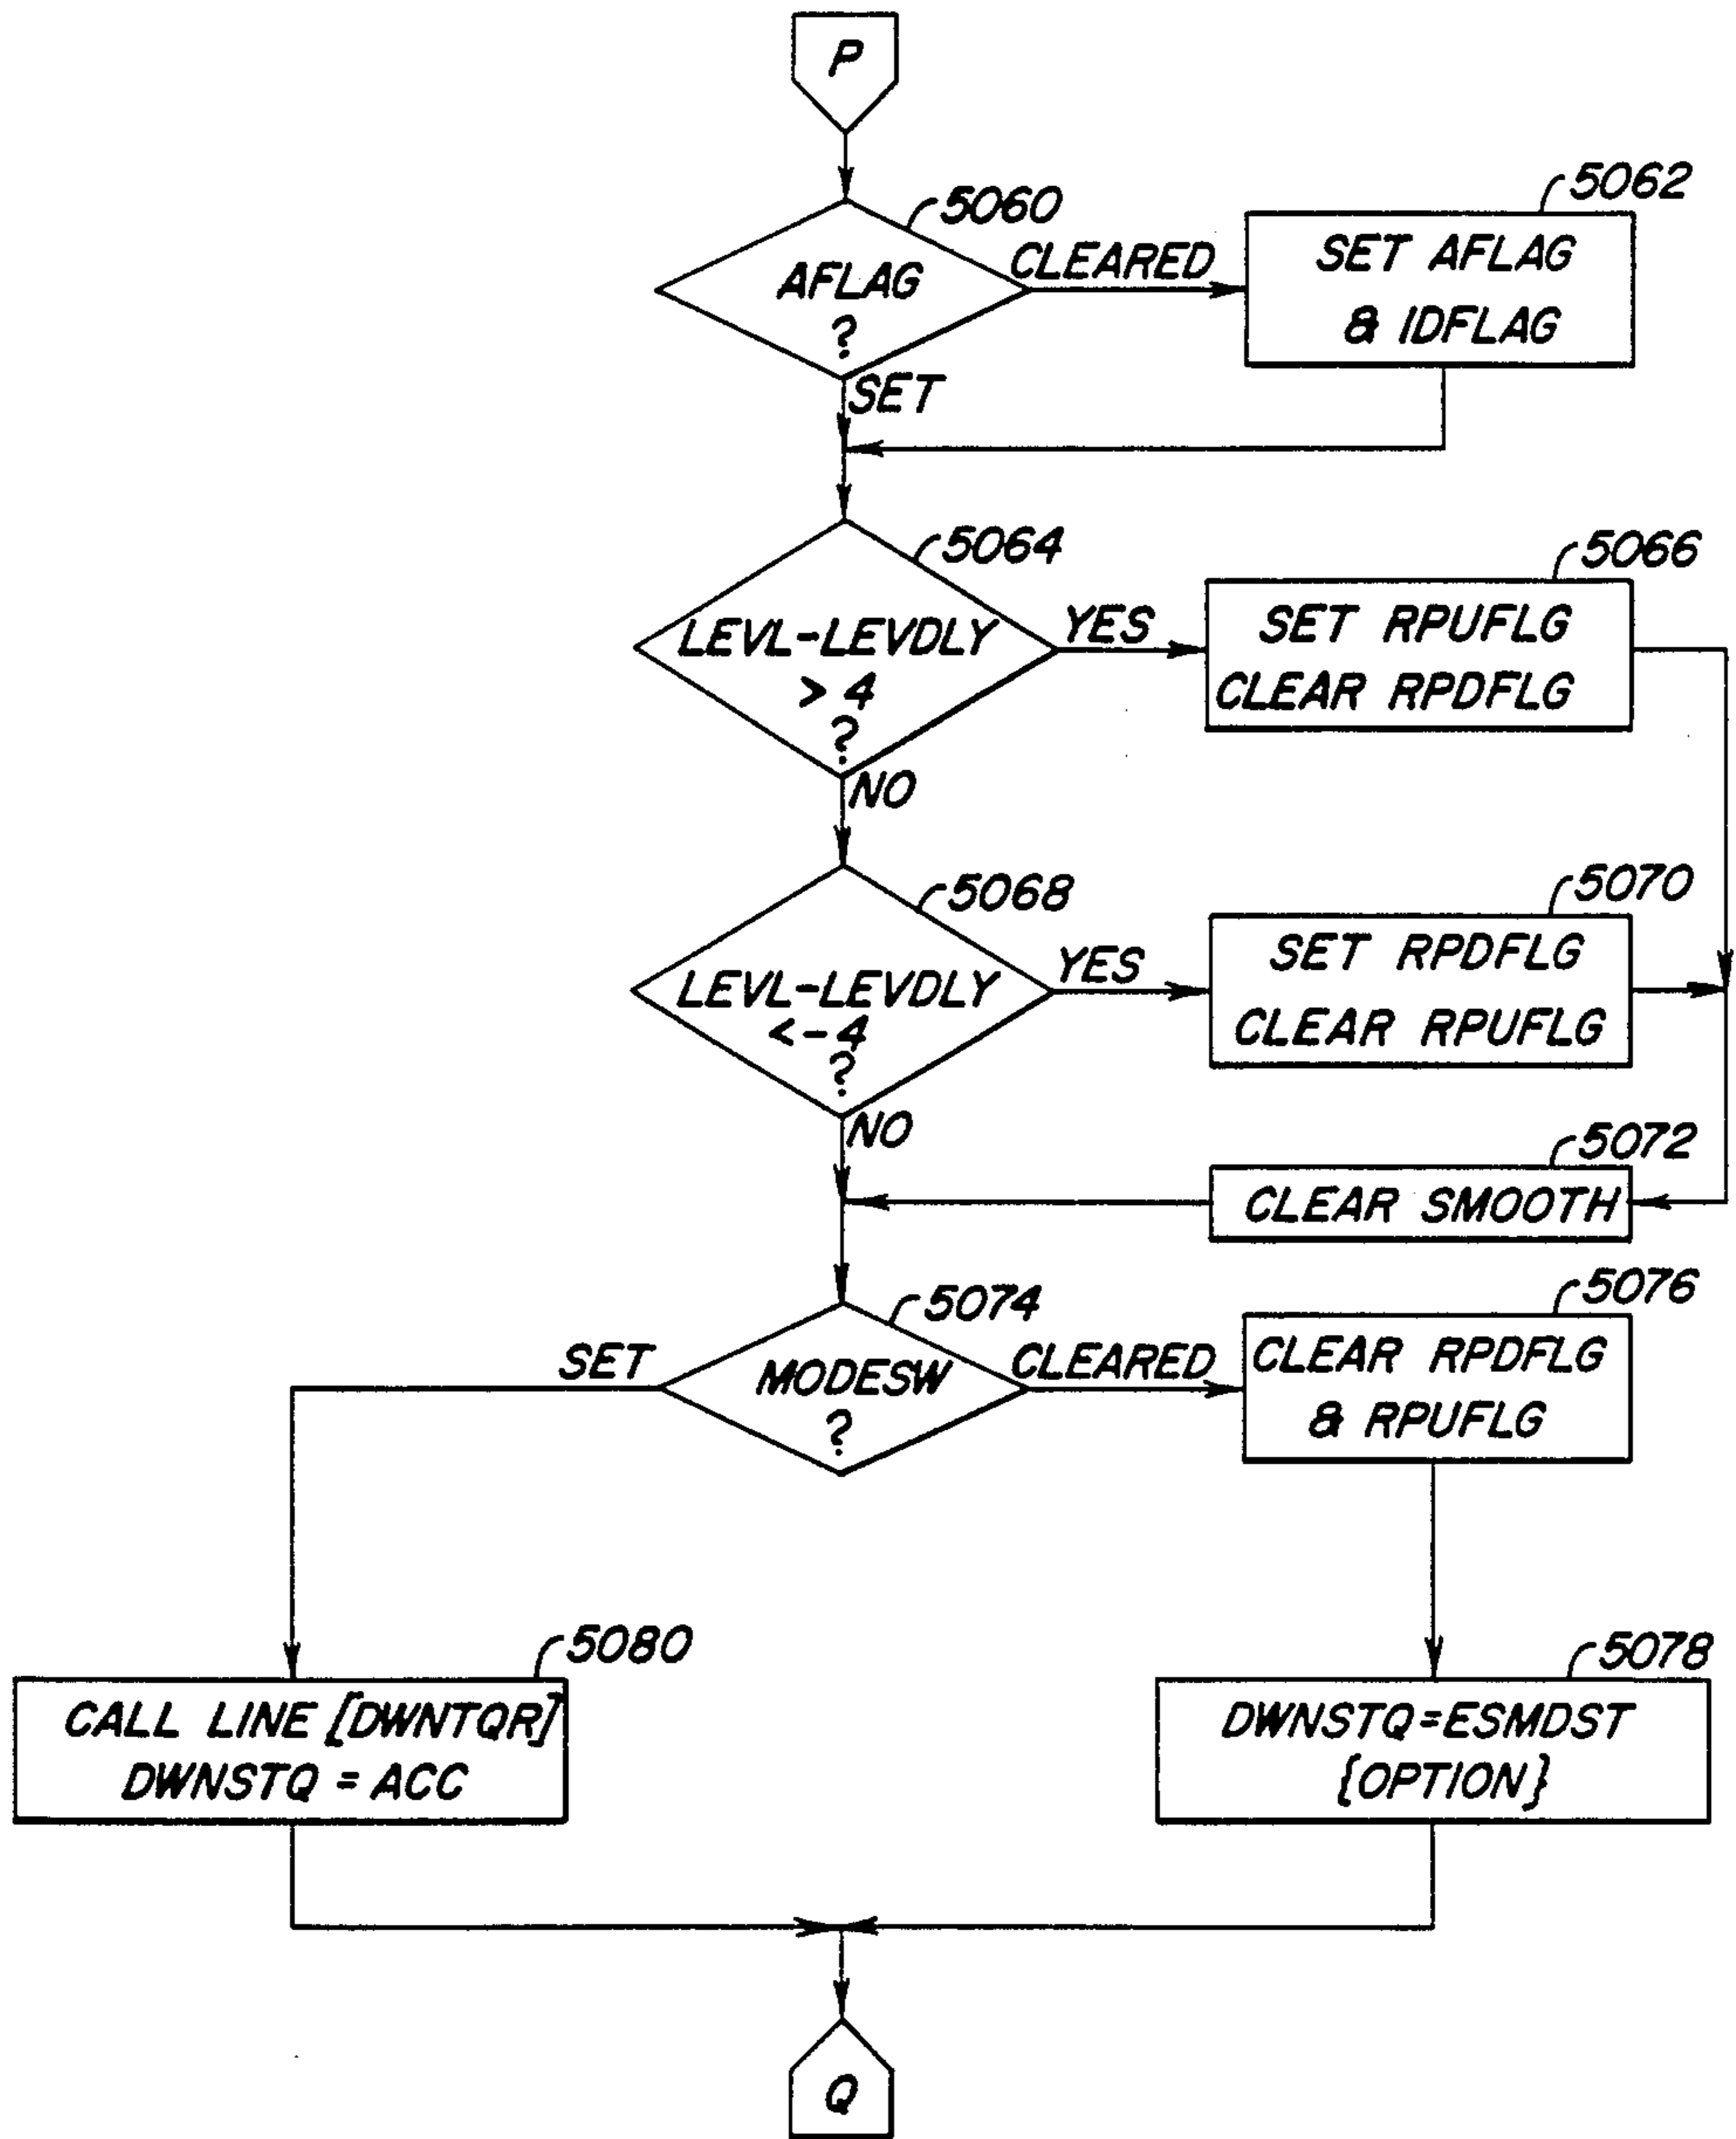 P
5060
5062
AFLAG
?
CLEARED
SET AFLAG
& IDFLAG
SET
5064
5066
LEVL-LEVDLY
> 4
?
YES
SET RPUFLG
CLEAR RPDFLG
NO
5068
5070
LEVL-LEVDLY
<-4
?
YES
SET RPDFLG
CLEAR RPUFLG
NO
5072
CLEAR SMOOTH
5074
5076
SET
MODESW
?
CLEARED
CLEAR RPDFLG
& RPUFLG
5080
5078
CALL LINE [DWNTQR]
DWNSTQ = ACC
DWNSTQ=ESMDST
{OPTION}
Q